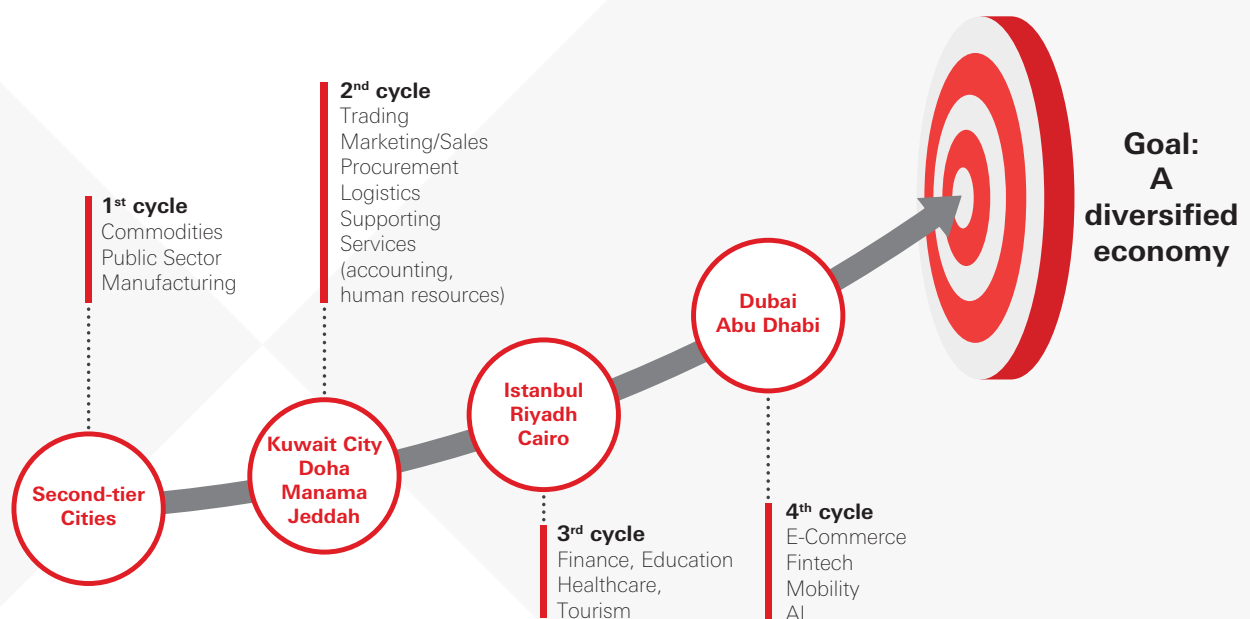 1st cycle
Commodities
Public Sector
Manufacturing
2nd cycle
Trading
Marketing/Sales
Procurement
Logistics
Supporting
Services
(accounting,
human resources)
Second-tier
Cities
Kuwait City
Doha
Manama
Jeddah
Istanbul
Riyadh
Cairo
3rd cycle
Finance, Education
Healthcare,
Tourism
Dubai
Abu Dhabi
4th cycle
E-Commerce
Fintech
Mobility
AI
Goal:
A
diversified
economy